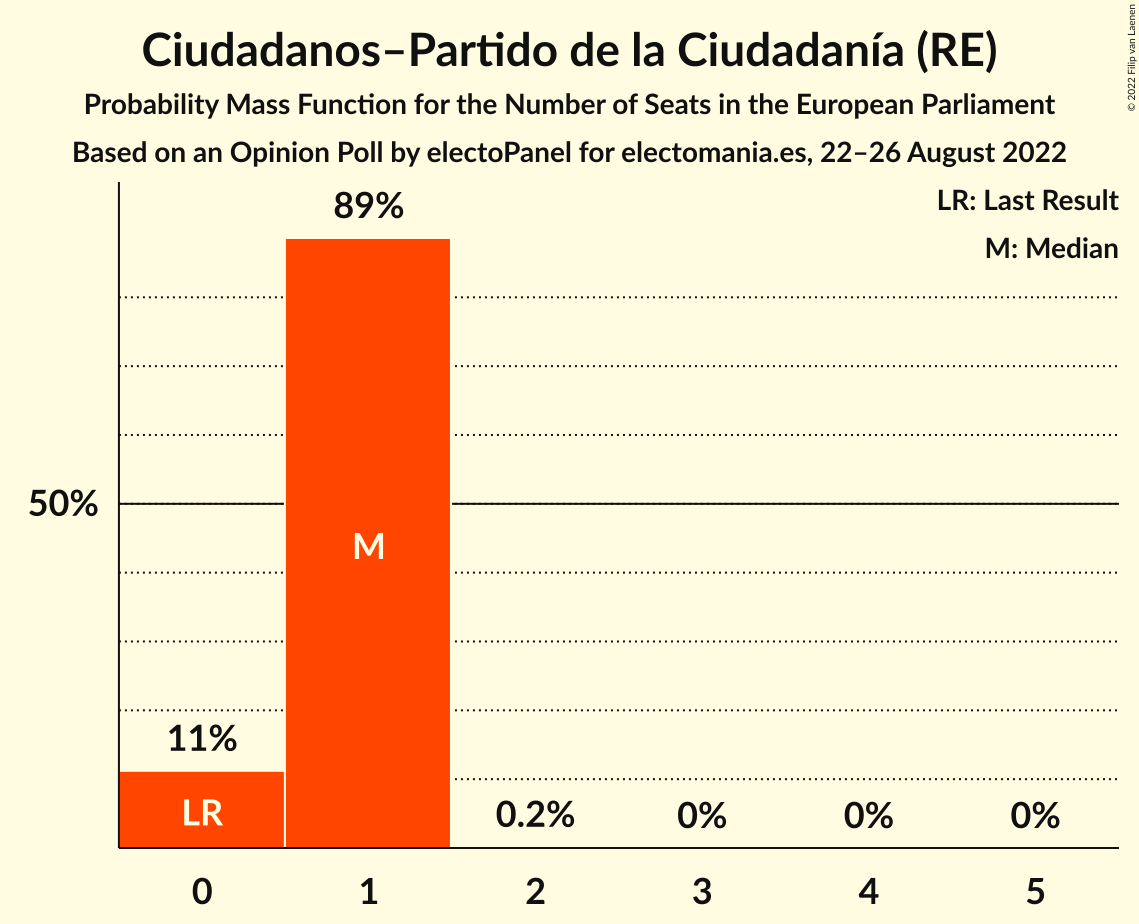 Ciudadanos–Partido de la Ciudadanía (RE)
Probability Mass Function for the Number of Seats in the European Parliament
Based on an Opinion Poll by electoPanel for electomania.es, 22–26 August 2022
© 2022 Filip van Laenen
LR: Last Result
M: Median
89%
50%
M
11%
LR
0.2%
0%
0%
0%
0
1
2
3
4
5